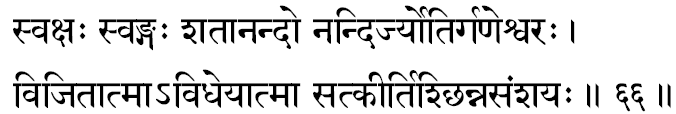 स्वक्षः स्वङ्गः शतानन्दो नन्दिर्ज्योतिर्गणेश्वरः ।
विजितात्माऽविधेयात्मा सत्कीर्तिश्छिन्नसंशयः ॥ ६६ ॥